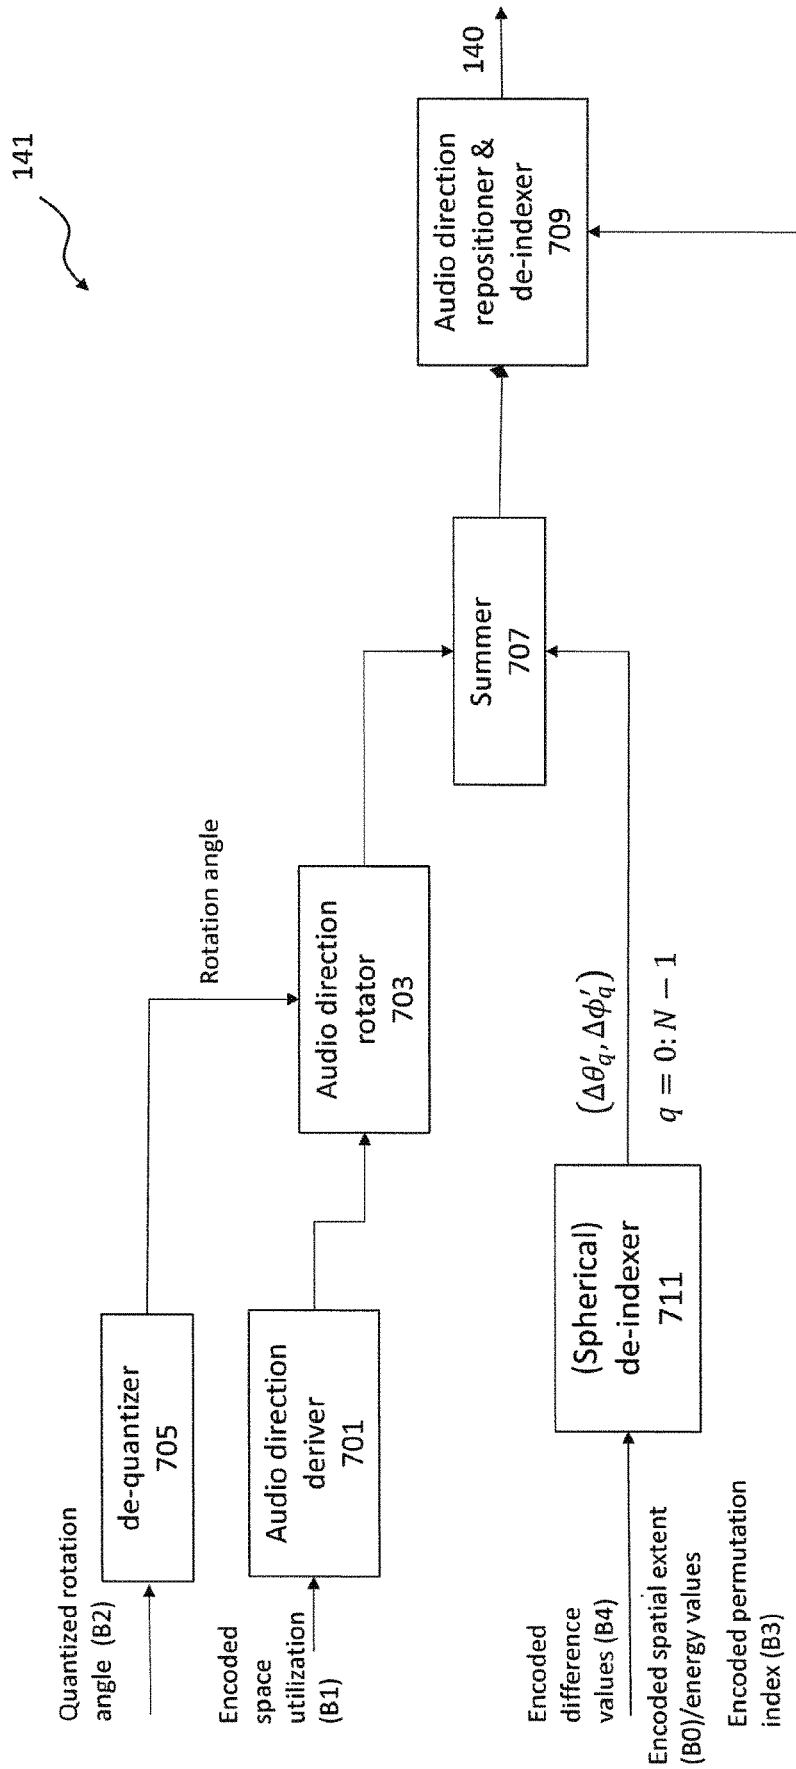 141
Quantized rotation
angle (B2)
de-quantizer
705
Rotation angle
Encoded
space
utilization
(B1)
Audio direction
deriver
701
Audio direction
rotator
703
Summer
707
Audio direction
repositioner &
de-indexer
709
140
Encoded
difference
values (B4)
Encoded spatial extent
(B0)/energy values
Encoded permutation
index (B3)
(Spherical)
de-indexer
711
(Δθ′q, Δϕ′q)
q = 0: N − 1